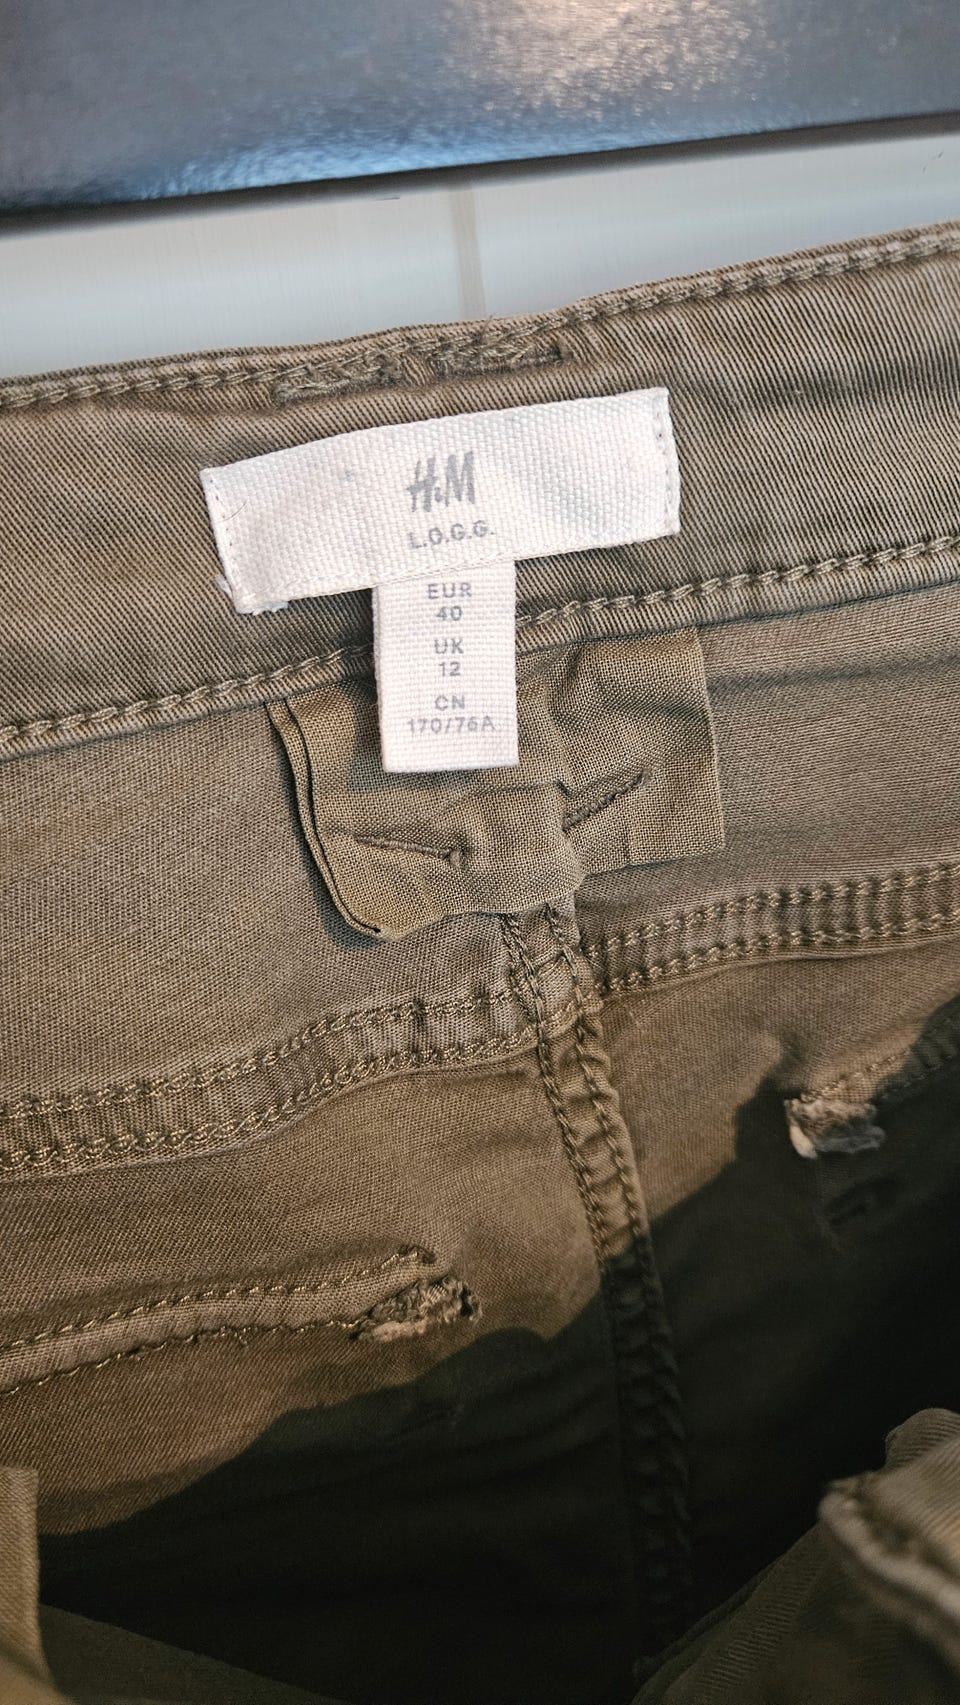 H&M
L.O.G.G.
EUR
40
UK
12
CN
170/76A